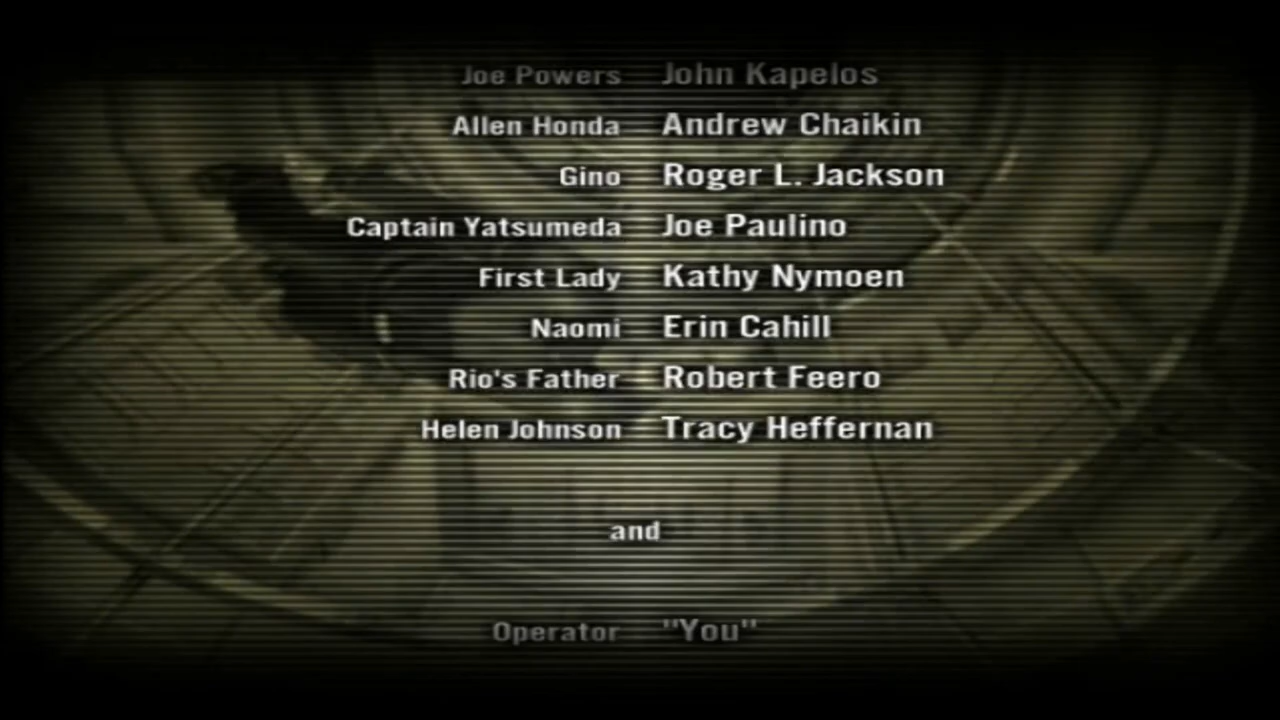 Joe Powers John Kapelos
Allen Honda Andrew Chaikin
Gino Roger L. Jackson
Captain Yatsumeda Joe Paulino
First Lady Kathy Nymoen
Naomi Erin Cahill
Rio's Father Robert Feero
Helen Johnson Tracy Heffernan
and
Operator "You"